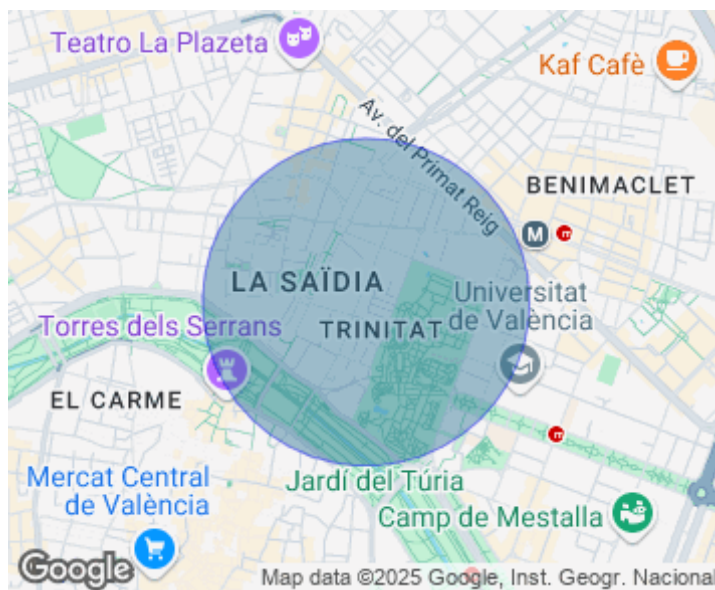 Teatro La Plazeta
Kaf Cafè
Av. del Primat Reig
BENIMACLET
M
LA SAÏDIA
Universitat
de València
Torres dels Serrans
TRINITAT
EL CARME
Jardí del Túria
Mercat Central
de València
Camp de Mestalla
Google
Map data ©2025 Google, Inst. Geogr. Nacional